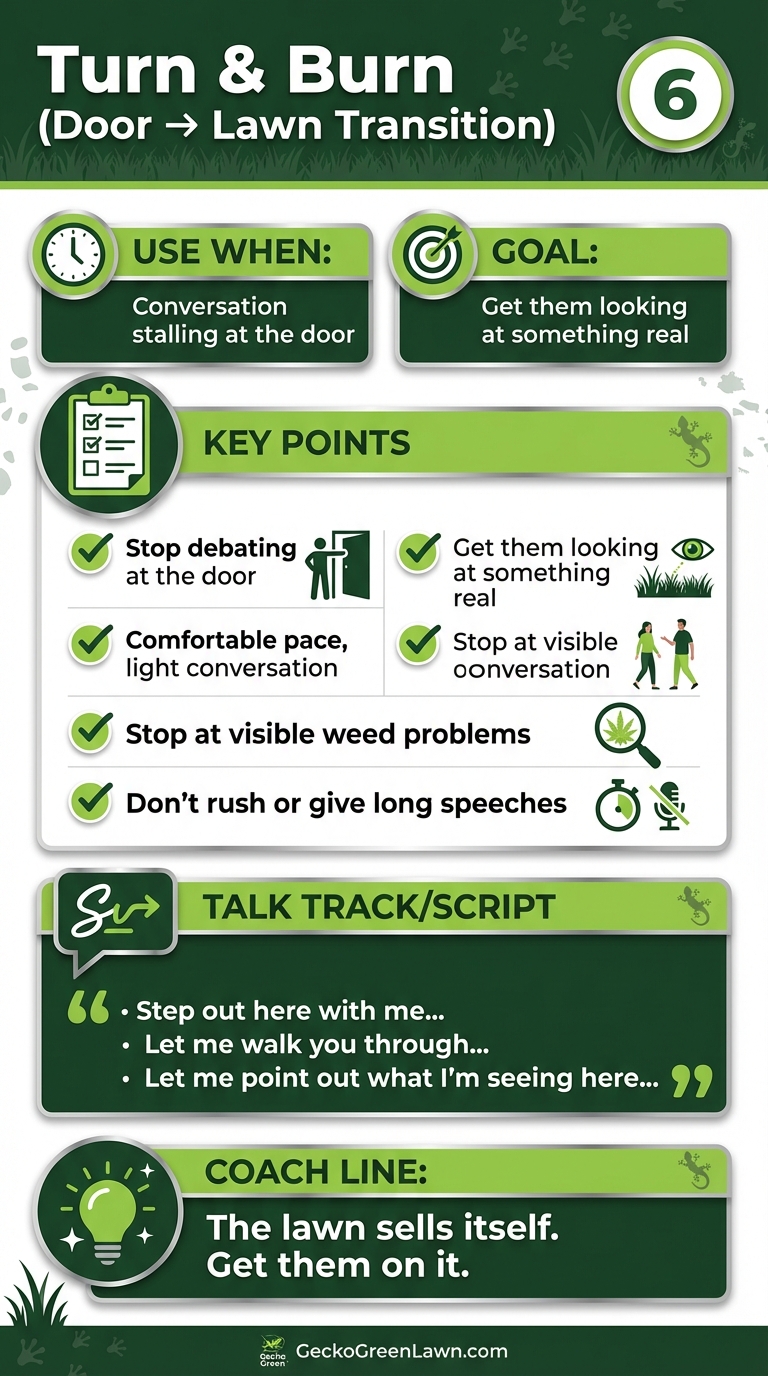 Turn & Burn
(Door → Lawn Transition)
6
USE WHEN:
Conversation
stalling at the door
GOAL:
Get them looking
at something real
KEY POINTS
Stop debating
at the door
Get them looking
at something
real
Comfortable pace,
light conversation
Stop at visible
oonversation
Stop at visible weed problems
Don't rush or give long speeches
TALK TRACK/SCRIPT
“ • Step out here with me...
• Let me walk you through...
• Let me point out what I'm seeing here... ”
COACH LINE:
The lawn sells itself.
Get them on it.
GeckoGreenLawn.com